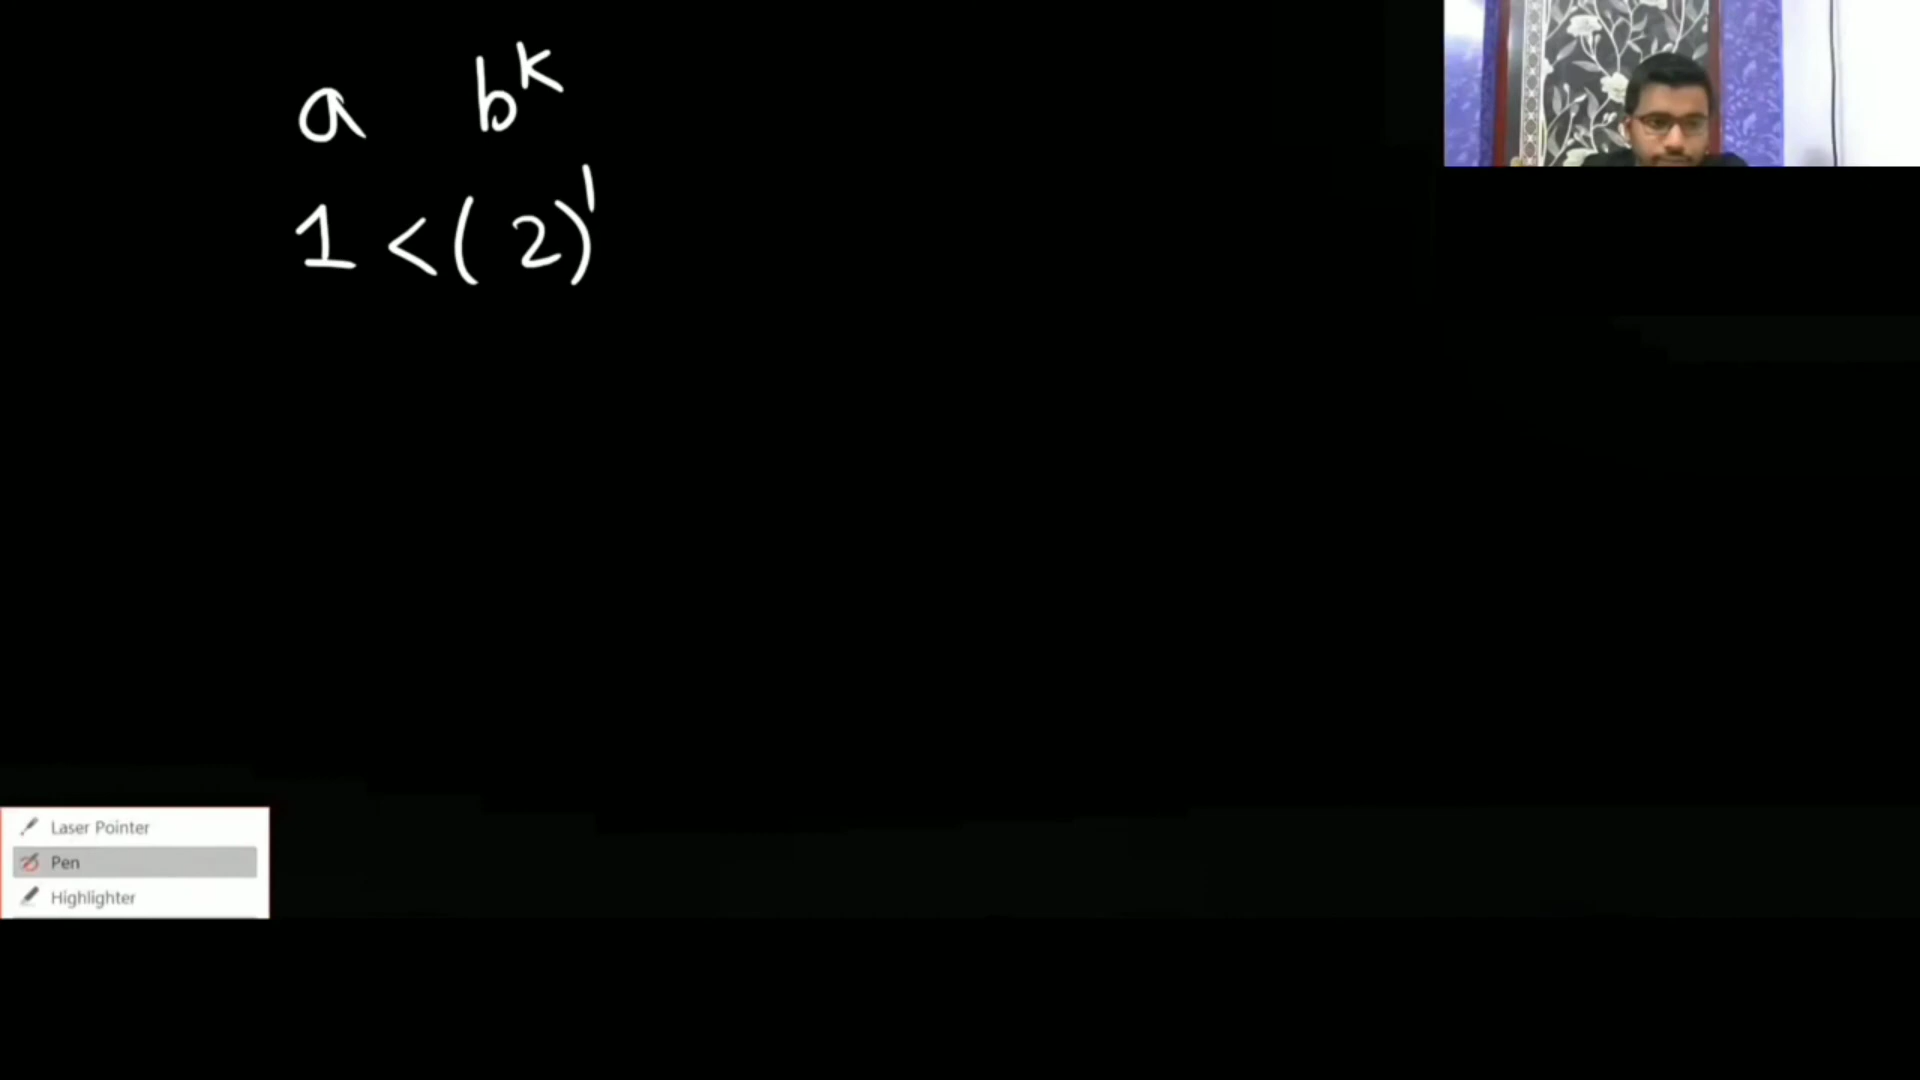 a b^k
1 < (2)^1
Laser Pointer
Pen
Highlighter